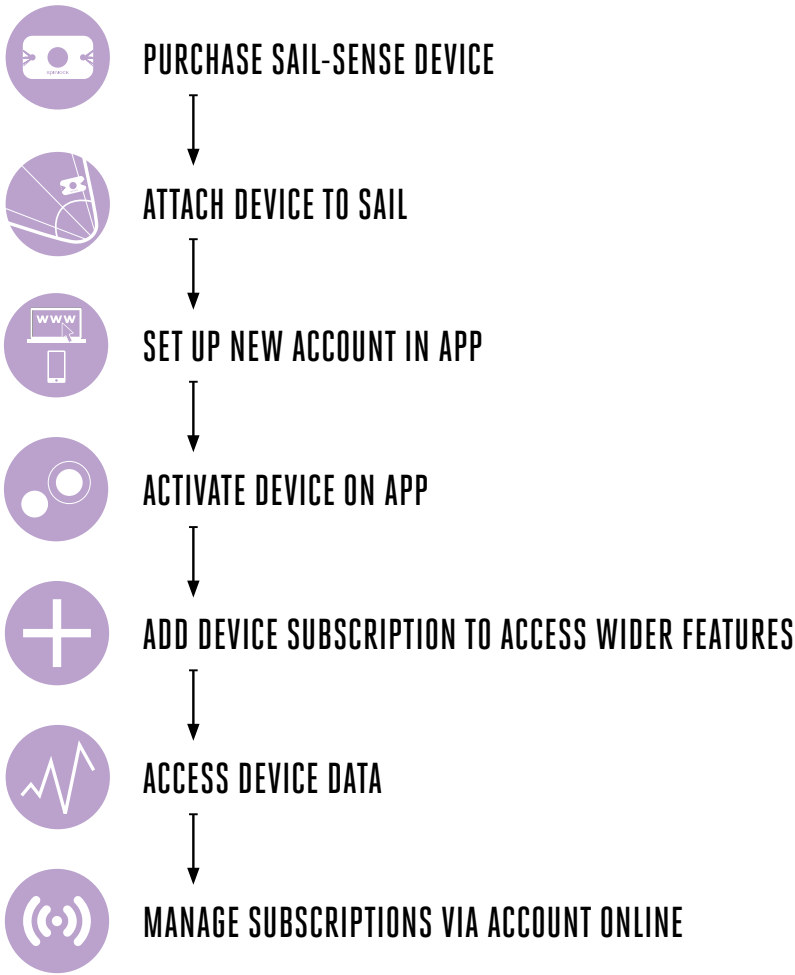 PURCHASE SAIL-SENSE DEVICE
ATTACH DEVICE TO SAIL
www
SET UP NEW ACCOUNT IN APP
ACTIVATE DEVICE ON APP
ADD DEVICE SUBSCRIPTION TO ACCESS WIDER FEATURES
ACCESS DEVICE DATA
MANAGE SUBSCRIPTIONS VIA ACCOUNT ONLINE